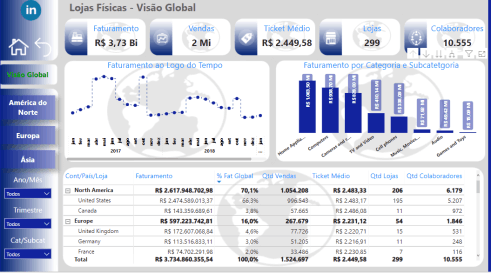 in
Lojas Físicas - Visão Global
Faturamento
R$ 3,73 Bi
Vendas
2 Mi
Ticket Médio
R$ 2.449,58
Lojas
299
Colaboradores
10.555
Visão Global
América do Norte
Europa
Ásia
Ano/Mês
Todos
Trimestre
Todos
Cat/Subcat
Todos
Faturamento ao Logo do Tempo
2017
2018
Faturamento por Categoria e Subcategoria
Home Applia...
Computers
Cameras and c...
TV and Video
Cell phones
Music, Movies...
Audio
Games and Toys
Cont/País/Loja Faturamento % Fat Global Qtd Vendas Ticket Médio Qtd Lojas Qtd Colaboradores
North America R$ 2.617.948.702,98 70,1% 1.054.208 R$ 2.483,33 206 6.179
United States R$ 2.474.589.013,37 66,3% 996.543 R$ 2.483,17 195 5.207
Canada R$ 143.359.689,61 3,8% 57.665 R$ 2.486,08 11 972
Europe R$ 597.223.742,81 16,0% 267.679 R$ 2.231,12 54 1.846
United Kingdom R$ 172.607.068,84 4,6% 77.726 R$ 2.220,71 15 531
Germany R$ 113.516.833,11 3,0% 51.205 R$ 2.216,91 11 248
France R$ 74.702.291,98 2,0% 33.486 R$ 2.230,85 7 116
Total R$ 3.734.860.355,54 100,0% 1.524.697 R$ 2.449,58 299 10.555